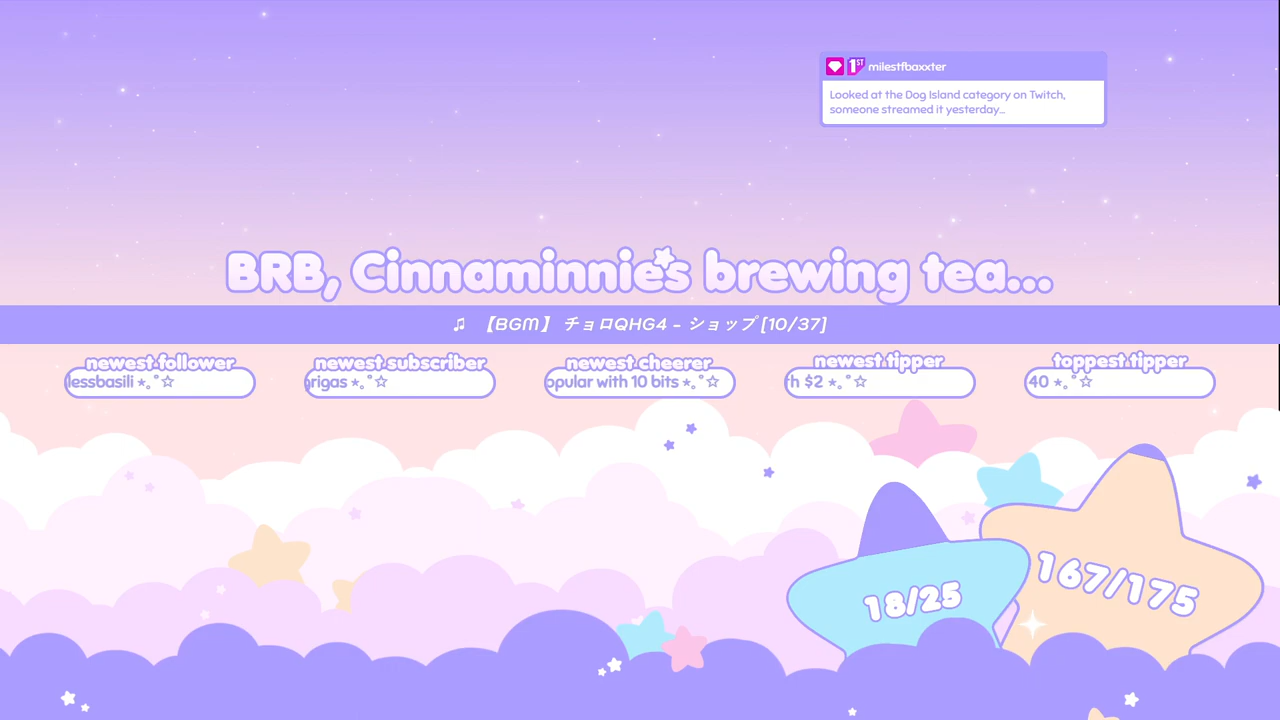 1ST milestfbaxxter
Looked at the Dog Island category on Twitch,
someone streamed it yesterday...
BRB, Cinnaminnie's brewing tea...
♫ 【BGM】 チョロQHG4 - ショップ [10/37]
newest follower
lessbasili ⋆｡˚☆
newest subscriber
rigas ⋆｡˚☆
newest cheerer
opular with 10 bits ⋆｡˚☆
newest tipper
h $2 ⋆｡˚☆
toppest tipper
40 ⋆｡˚☆
18/25
167/175